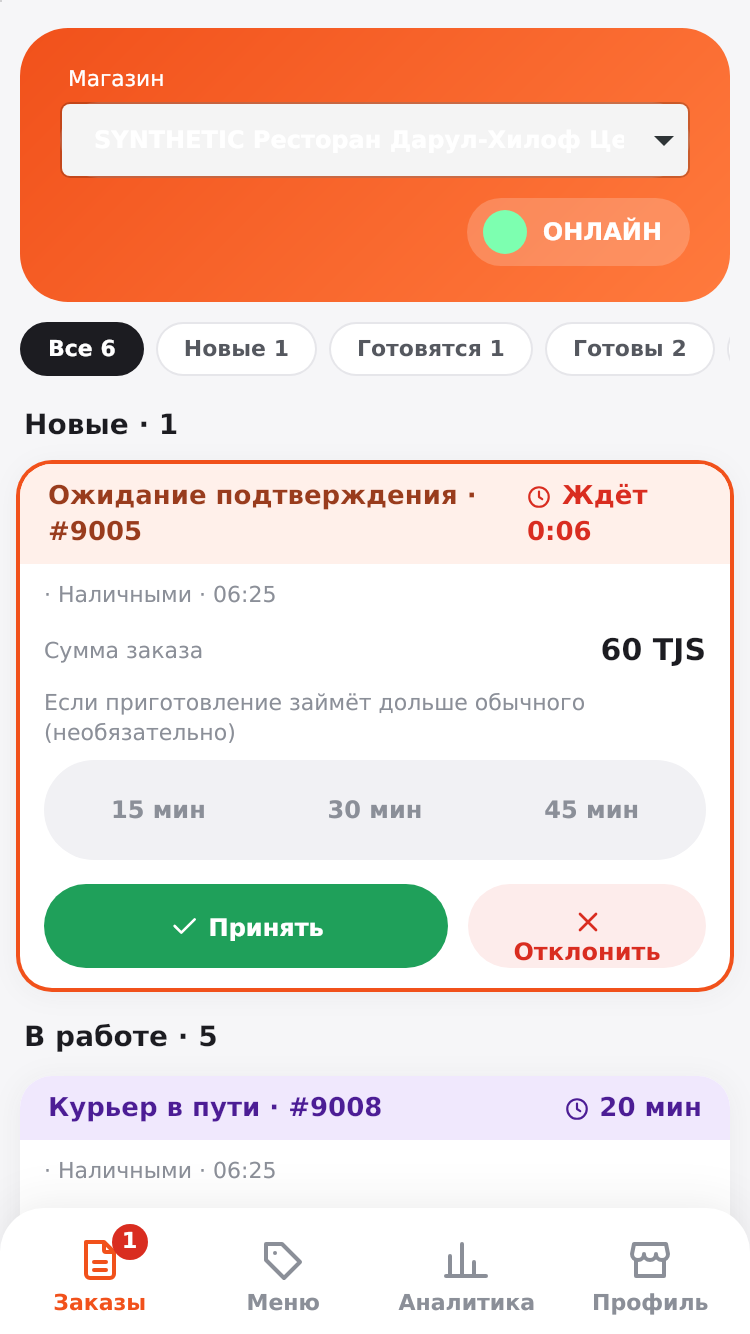 Магазин
SYNTHETIC Ресторан Дарул-Хилоф Це
ОНЛАЙН
Все 6
Новые 1
Готовятся 1
Готовы 2
Новые · 1
Ожидание подтверждения ·
#9005
Ждёт
0:06
· Наличными · 06:25
Сумма заказа
60 TJS
Если приготовление займёт дольше обычного
(необязательно)
15 мин
30 мин
45 мин
Принять
Отклонить
В работе · 5
Курьер в пути · #9008
20 мин
· Наличными · 06:25
1
Заказы
Меню
Аналитика
Профиль